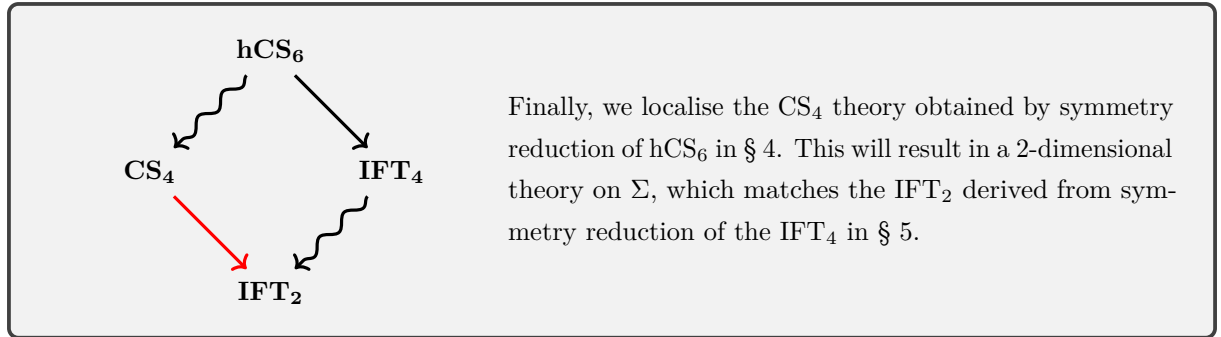 hCS₆
CS₄
IFT₄
IFT₂
Finally, we localise the CS₄ theory obtained by symmetry
reduction of hCS₆ in § 4. This will result in a 2-dimensional
theory on Σ, which matches the IFT₂ derived from sym-
metry reduction of the IFT₄ in § 5.